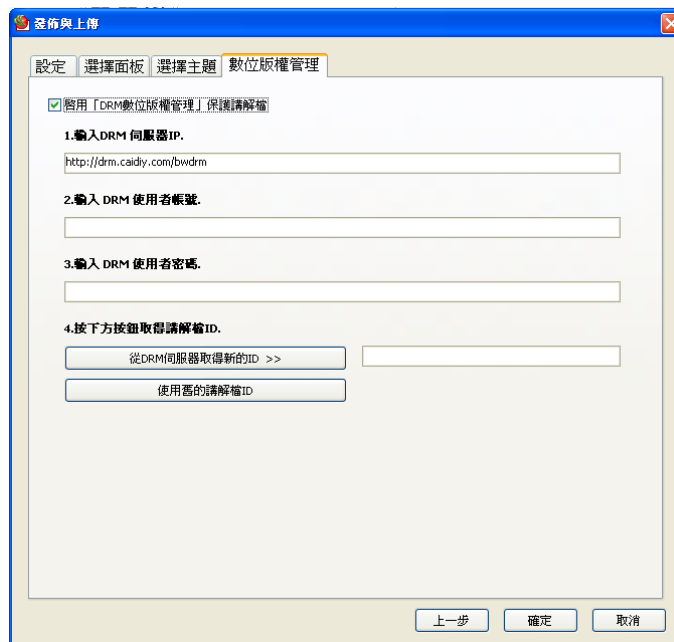 發佈與上傳
設定 選擇面板 選擇主題 數位版權管理
啓用「DRM數位版權管理」保護講解檔
1.輸入DRM 伺服器IP.
http://drm.caidiy.com/bwdrm
2.輸入 DRM 使用者帳號.
3.輸入 DRM 使用者密碼.
4.按下方按鈕取得講解檔ID.
從DRM伺服器取得新的ID >>
使用舊的講解檔ID
上一步 確定 取消